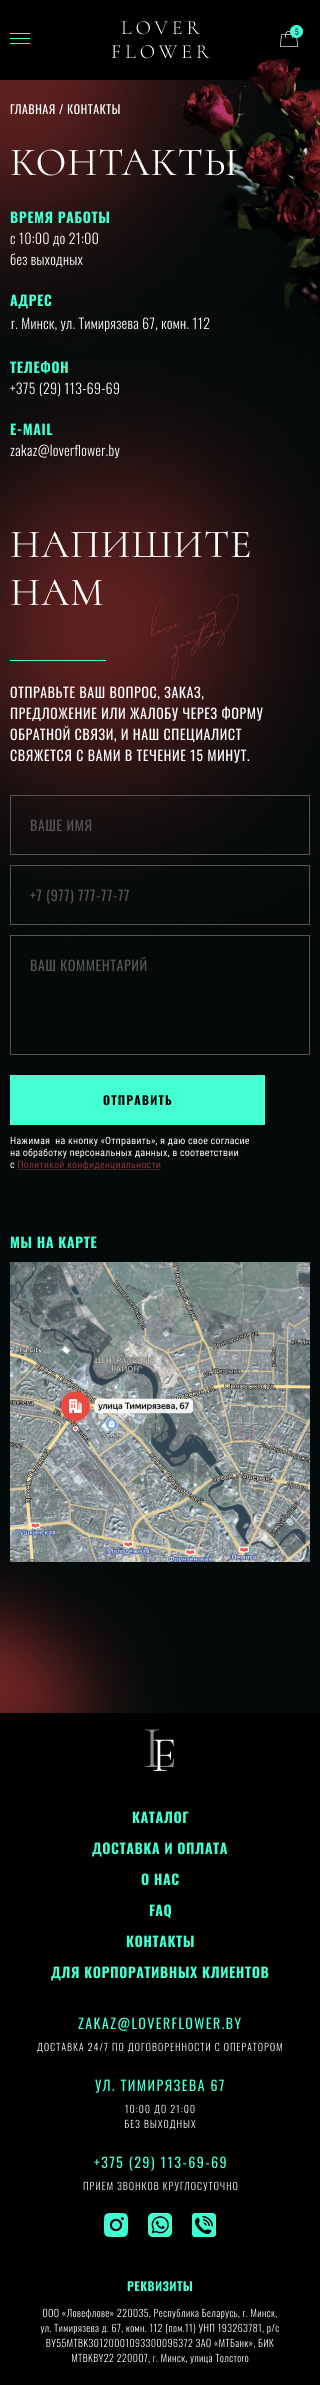 LOVER
FLOWER
5
ГЛАВНАЯ / КОНТАКТЫ
КОНТАКТЫ
ВРЕМЯ РАБОТЫ
с 10:00 до 21:00
без выходных
АДРЕС
г. Минск, ул. Тимирязева 67, комн. 112
ТЕЛЕФОН
+375 (29) 113-69-69
E-MAIL
zakaz@loverflower.by
НАПИШИТЕ
НАМ
ОТПРАВЬТЕ ВАШ ВОПРОС, ЗАКАЗ,
ПРЕДЛОЖЕНИЕ ИЛИ ЖАЛОБУ ЧЕРЕЗ ФОРМУ
ОБРАТНОЙ СВЯЗИ, И НАШ СПЕЦИАЛИСТ
СВЯЖЕТСЯ С ВАМИ В ТЕЧЕНИЕ 15 МИНУТ.
ВАШЕ ИМЯ
+7 (977) 777-77-77
ВАШ КОММЕНТАРИЙ
ОТПРАВИТЬ
Нажимая на кнопку «Отправить», я даю свое согласие
на обработку персональных данных, в соответствии
с Политикой конфиденциальности
МЫ НА КАРТЕ
ЦЕНТРАЛЬНЫЙ
РАЙОН
улица Тимирязева, 67
LF
КАТАЛОГ
ДОСТАВКА И ОПЛАТА
О НАС
FAQ
КОНТАКТЫ
ДЛЯ КОРПОРАТИВНЫХ КЛИЕНТОВ
ZAKAZ@LOVERFLOWER.BY
ДОСТАВКА 24/7 ПО ДОГОВОРЕННОСТИ С ОПЕРАТОРОМ
УЛ. ТИМИРЯЗЕВА 67
10:00 ДО 21:00
БЕЗ ВЫХОДНЫХ
+375 (29) 113-69-69
ПРИЕМ ЗВОНКОВ КРУГЛОСУТОЧНО
РЕКВИЗИТЫ
ООО «Ловефлове» 220035, Республика Беларусь, г. Минск,
ул. Тимирязева д. 67, комн. 112 (пом.11) УНП 193263781, р/с
BY55MTBK30120001093300096372 ЗАО «МТБанк», БИК
MTBKBY22 220007, г. Минск, улица Толстого